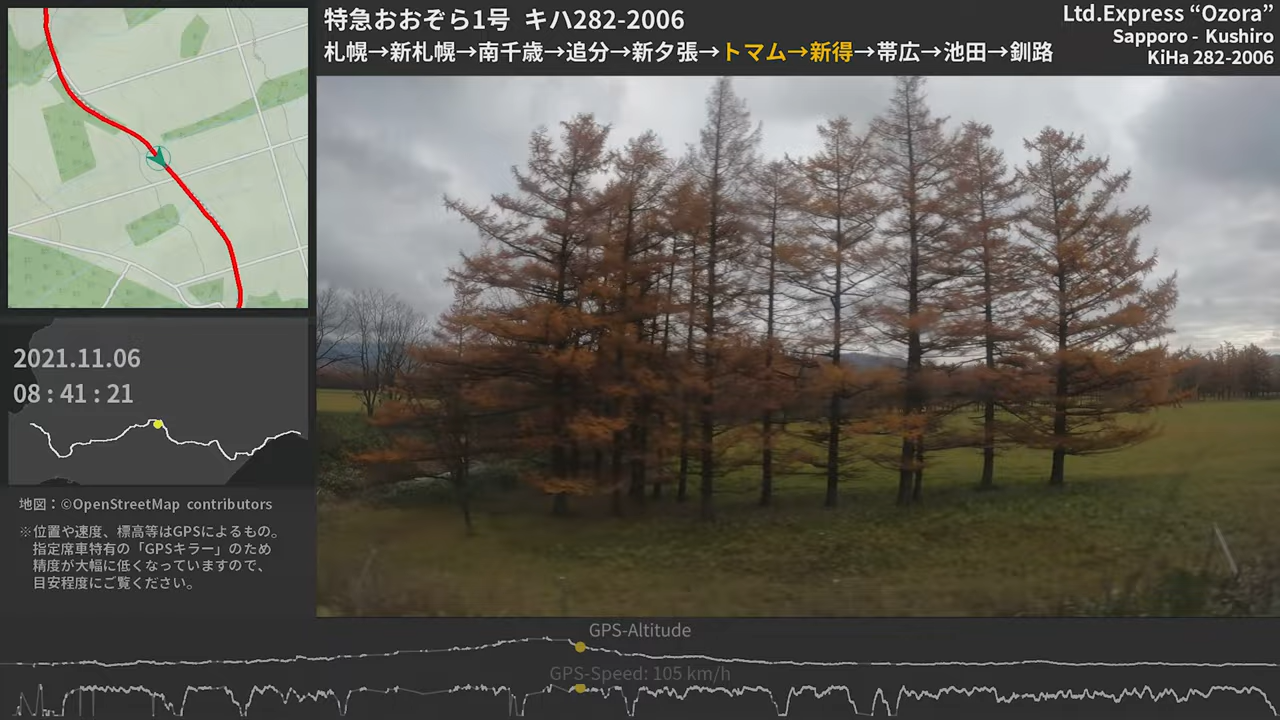 特急おおぞら1号 キハ282-2006
札幌→新札幌→南千歳→追分→新夕張→トマム→新得→帯広→池田→釧路
Ltd.Express “Ozora”
Sapporo - Kushiro
KiHa 282-2006
2021.11.06
08:41:21
地図：©OpenStreetMap contributors
※位置や速度、標高等はGPSによるもの。
指定席車特有の「GPSキラー」のため
精度が大幅に低くなっていますので、
目安程度にご覧ください。
GPS-Altitude
GPS-Speed: 105 km/h